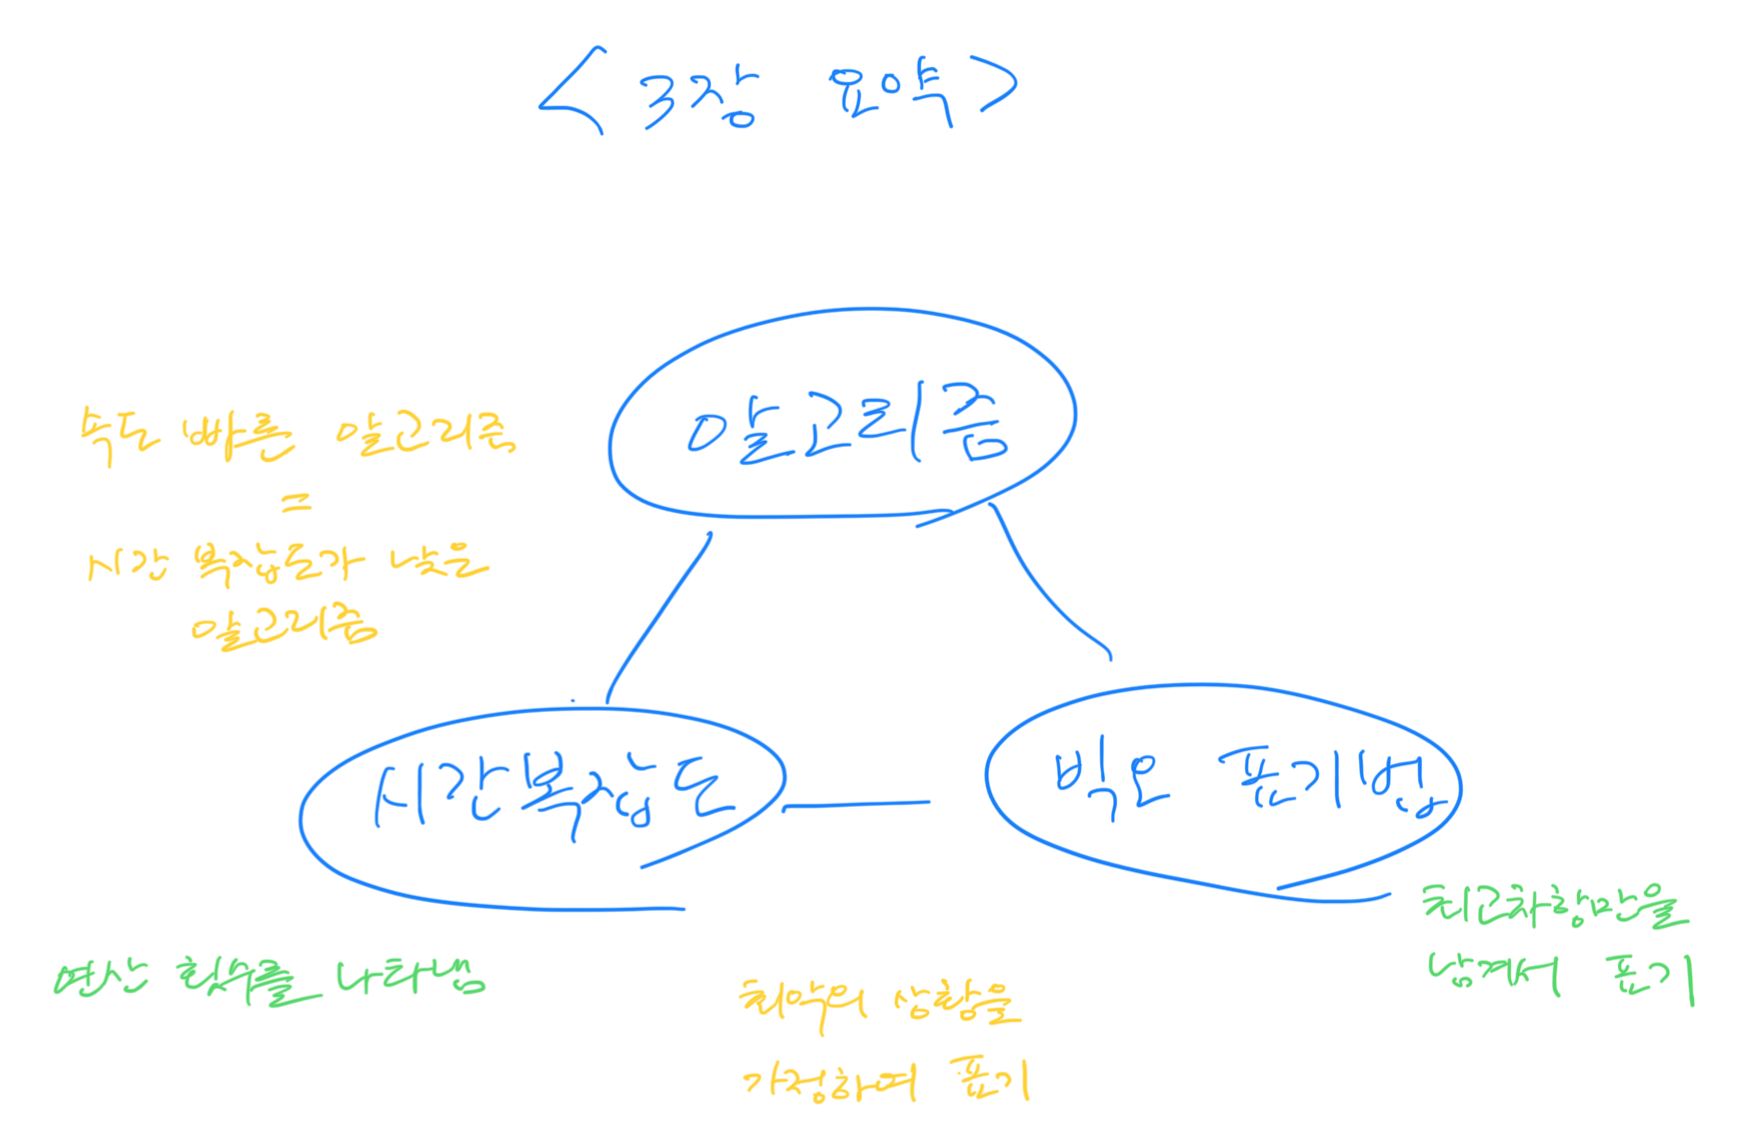 <3장 요약>
알고리즘
속도 빠른 알고리즘
=
시간 복잡도가 낮은
알고리즘
시간복잡도
빅오 표기법
연산 횟수를 나타냄
최악의 상황을
가정하여 표기
최고차항만을
남겨서 표기